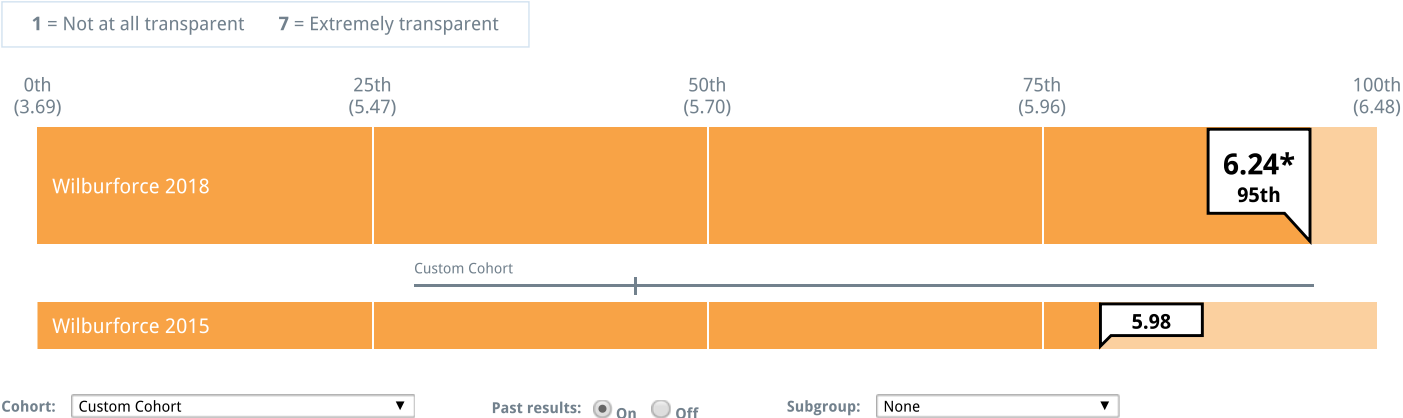 1 = Not at all transparent 7 = Extremely transparent
0th 25th 50th 75th 100th
(3.69) (5.47) (5.70) (5.96) (6.48)
Wilburforce 2018
6.24*
95th
Custom Cohort
Wilburforce 2015
5.98
Cohort: Custom Cohort Past results: On Off Subgroup: None